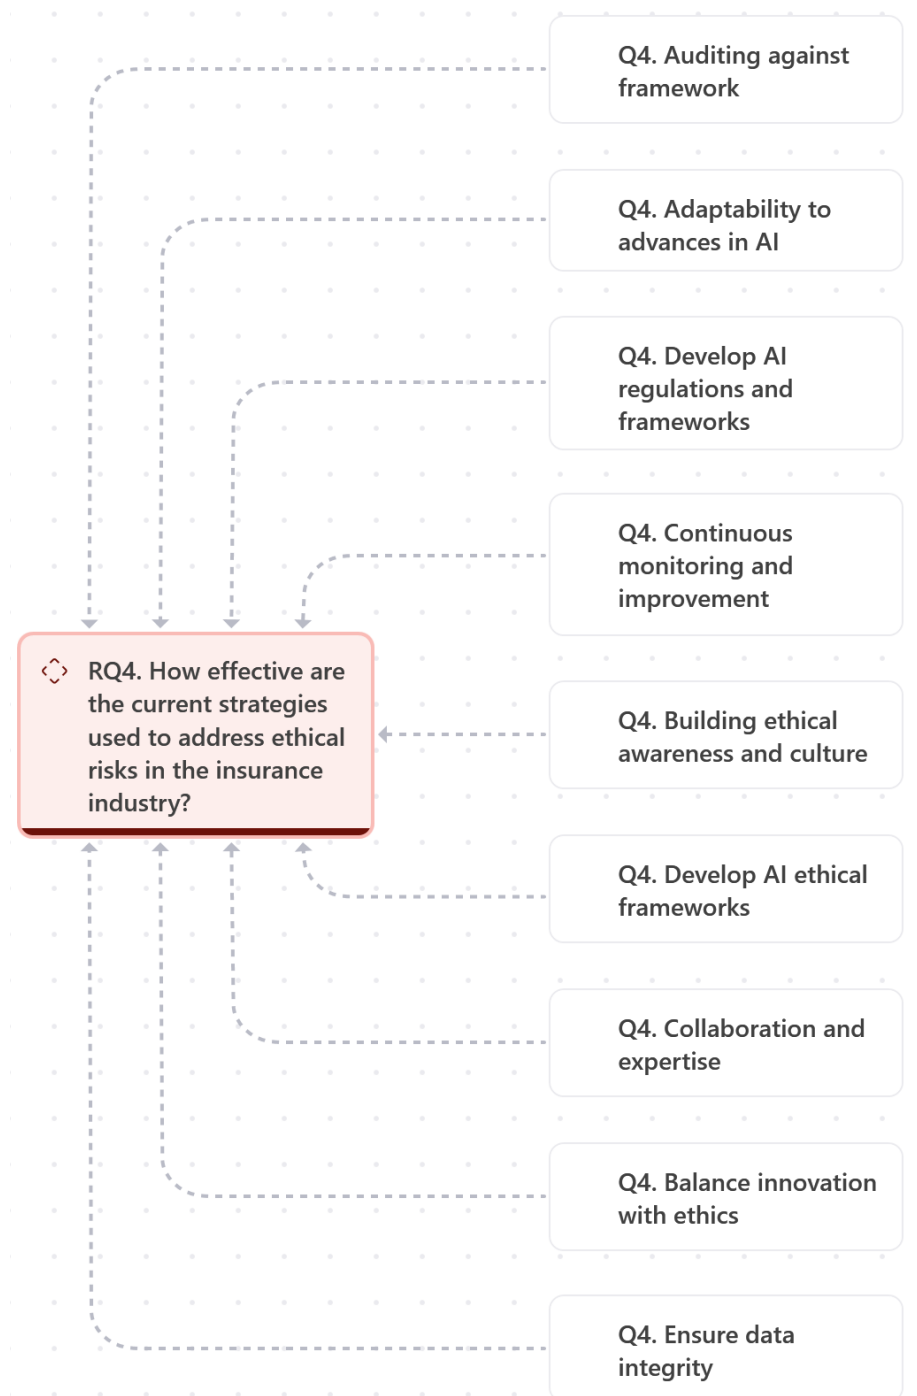 Q4. Auditing against
framework
Q4. Adaptability to
advances in AI
Q4. Develop AI
regulations and
frameworks
Q4. Continuous
monitoring and
improvement
RQ4. How effective are
the current strategies
used to address ethical
risks in the insurance
industry?
Q4. Building ethical
awareness and culture
Q4. Develop AI ethical
frameworks
Q4. Collaboration and
expertise
Q4. Balance innovation
with ethics
Q4. Ensure data
integrity